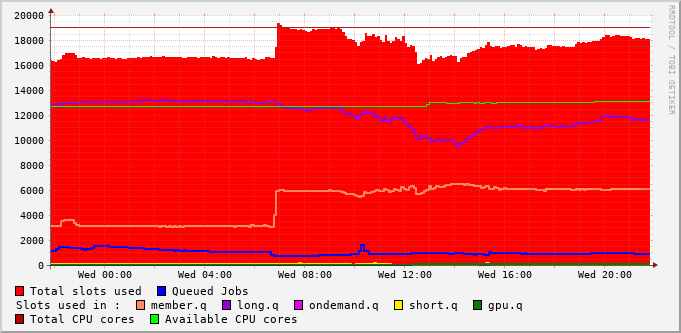 RRDTOOL / TOBI OETIKER
20000
18000
16000
14000
12000
10000
8000
6000
4000
2000
0
Wed 00:00 Wed 04:00 Wed 08:00 Wed 12:00 Wed 16:00 Wed 20:00
Total slots used Queued Jobs
Slots used in : member.q long.q ondemand.q short.q gpu.q
Total CPU cores Available CPU cores